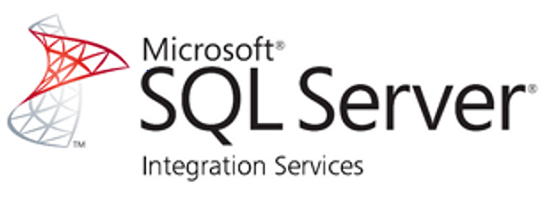 Microsoft®
SQL Server®
™
Integration Services